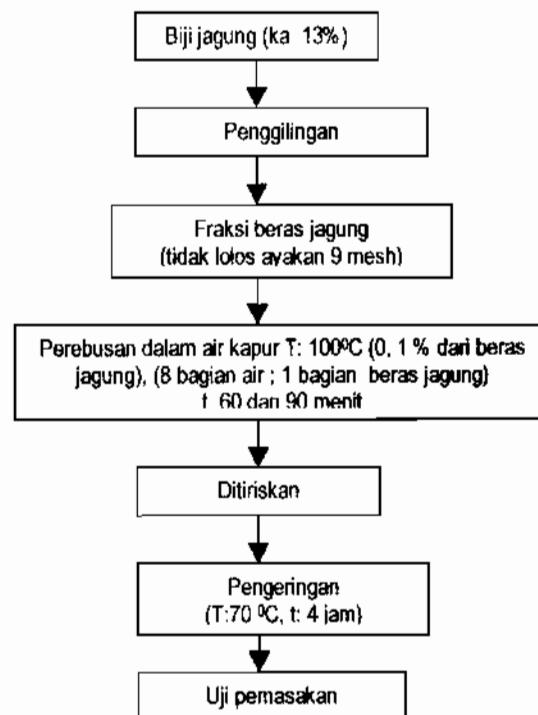 Biji jagung (ka 13%)
Penggilingan
Fraksi beras jagung
(tidak lolos ayakan 9 mesh)
Perebusan dalam air kapur T: 100⁰C (0, 1 % dari beras
jagung), (8 bagian air ; 1 bagian beras jagung)
t 60 dan 90 menit
Ditiriskan
Pengeringan
(T:70 ⁰C, t: 4 jam)
Uji pemasakan